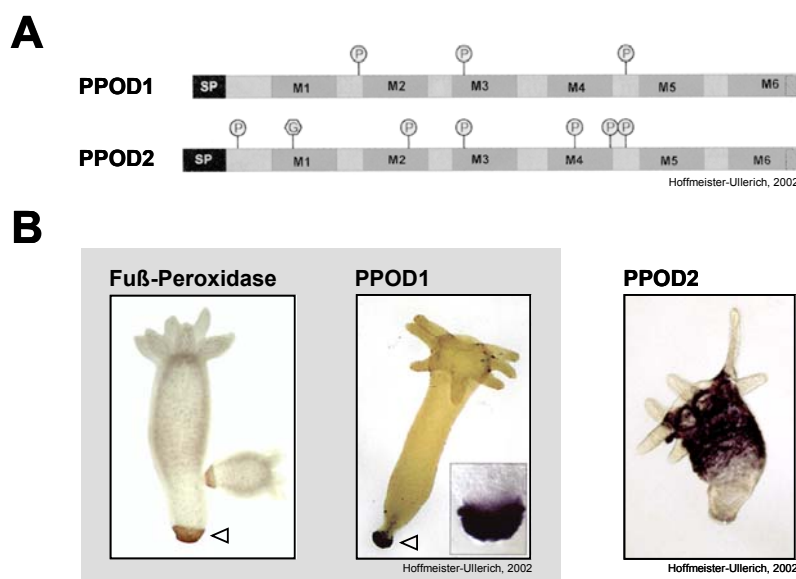 A
PPOD1 SP M1 P M2 P M3 M4 P M5 M6
PPOD2 SP P G M1 P M2 P M3 P M4 P P M5 M6
Hoffmeister-Ullerich, 2002
B
Fuß-Peroxidase PPOD1 PPOD2
Hoffmeister-Ullerich, 2002 Hoffmeister-Ullerich, 2002